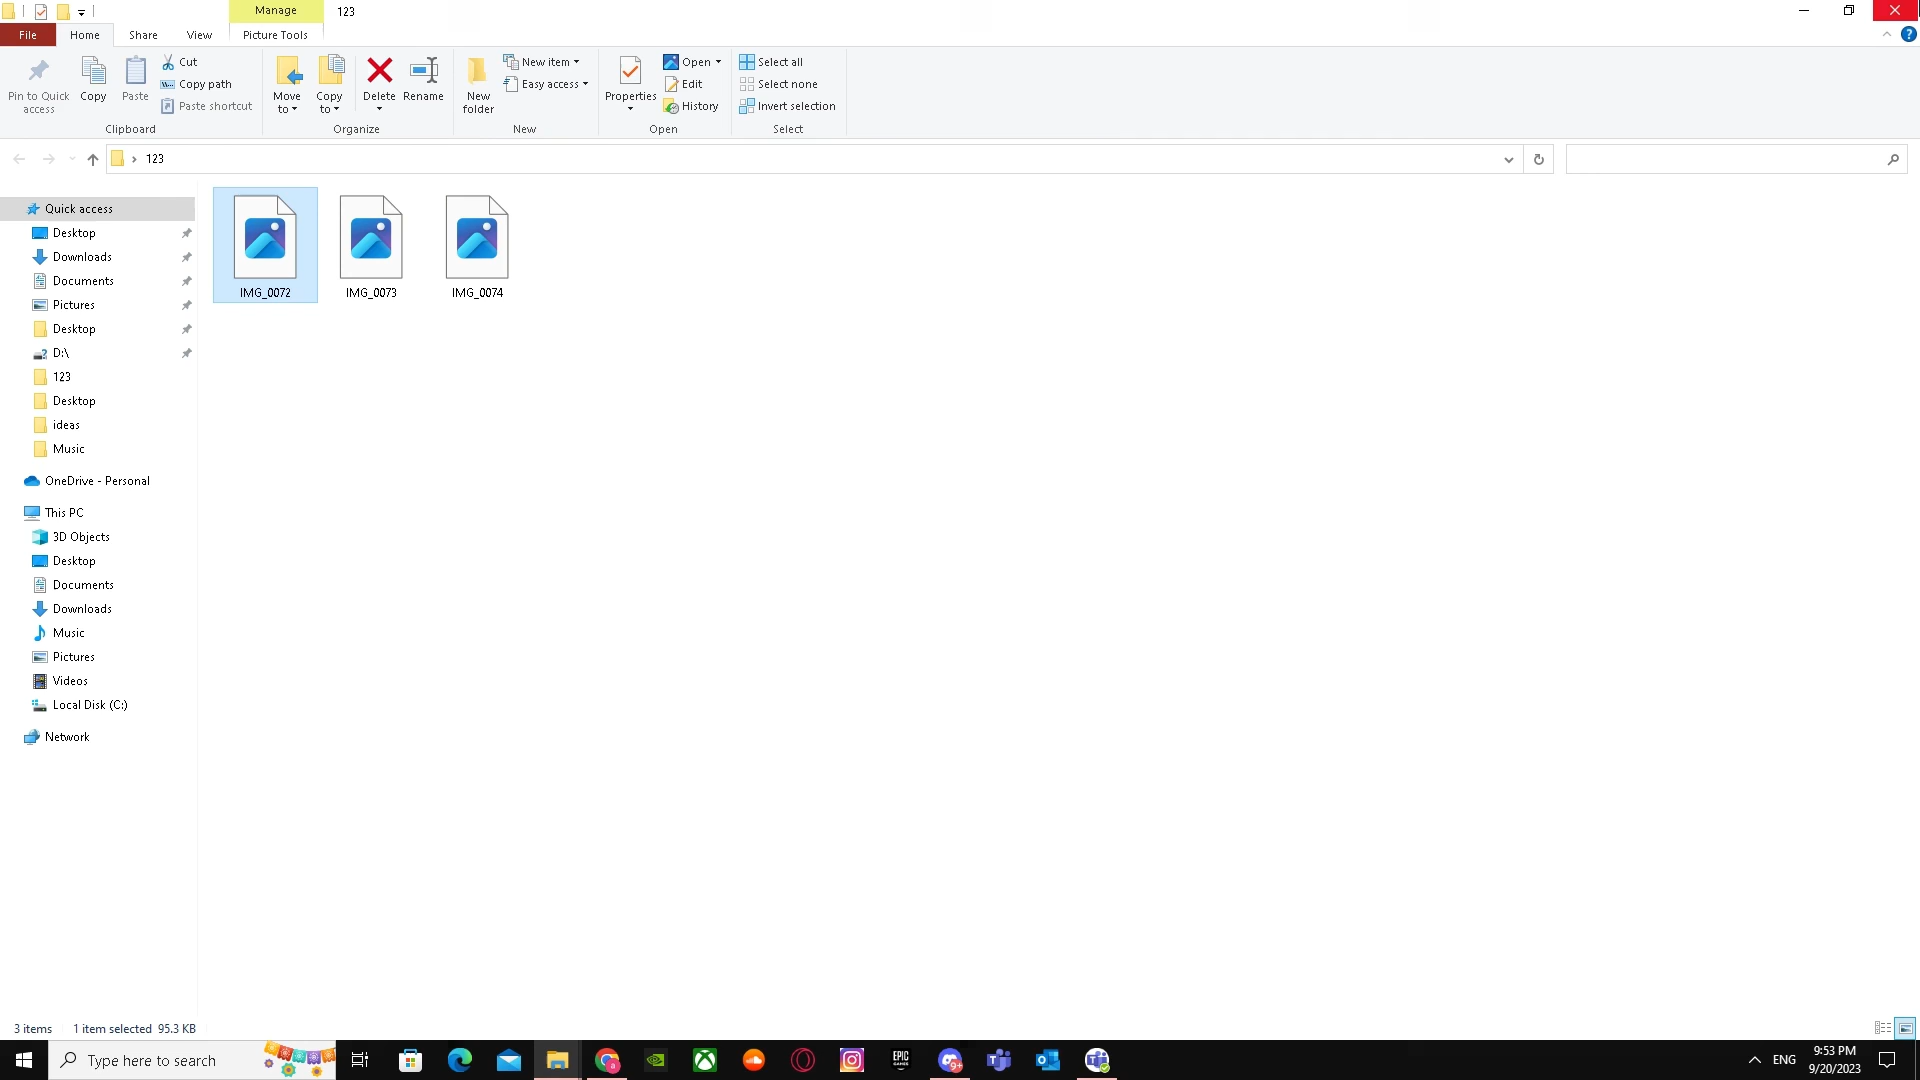 Manage
123
File
Home
Share
View
Picture Tools
Pin to Quick
access
Copy
Paste
Cut
Copy path
Paste shortcut
Clipboard
Move
to
Copy
to
Delete
Rename
Organize
New
folder
New item
Easy access
New
Properties
Open
Edit
History
Open
Select all
Select none
Invert selection
Select
123
Quick access
Desktop
Downloads
Documents
Pictures
Desktop
D:\
123
Desktop
ideas
Music
OneDrive - Personal
This PC
3D Objects
Desktop
Documents
Downloads
Music
Pictures
Videos
Local Disk (C:)
Network
IMG_0072
IMG_0073
IMG_0074
3 items
1 item selected 95.3 KB
Type here to search
EPIC
GAMES
9+
ENG
9:53 PM
9/20/2023